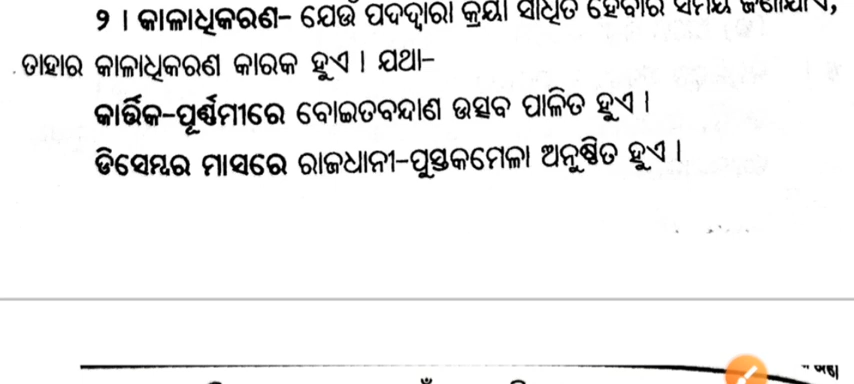 ୨ । କାଳାଧିକରଣ- ଯେଉଁ ପଦଦ୍ୱାରା କ୍ରିୟା ସାଧିତ ହେବାର ସମୟ ଜଣାଯାଏ,
ତାହାର କାଳାଧିକରଣ କାରକ ହୁଏ । ଯଥା-
କାର୍ତ୍ତିକ-ପୂର୍ଣ୍ଣମୀରେ ବୋଇତବନ୍ଦାଣ ଉତ୍ସବ ପାଳିତ ହୁଏ ।
ଡିସେମ୍ବର ମାସରେ ରାଜଧାନୀ-ପୁସ୍ତକମେଳା ଅନୁଷ୍ଠିତ ହୁଏ ।